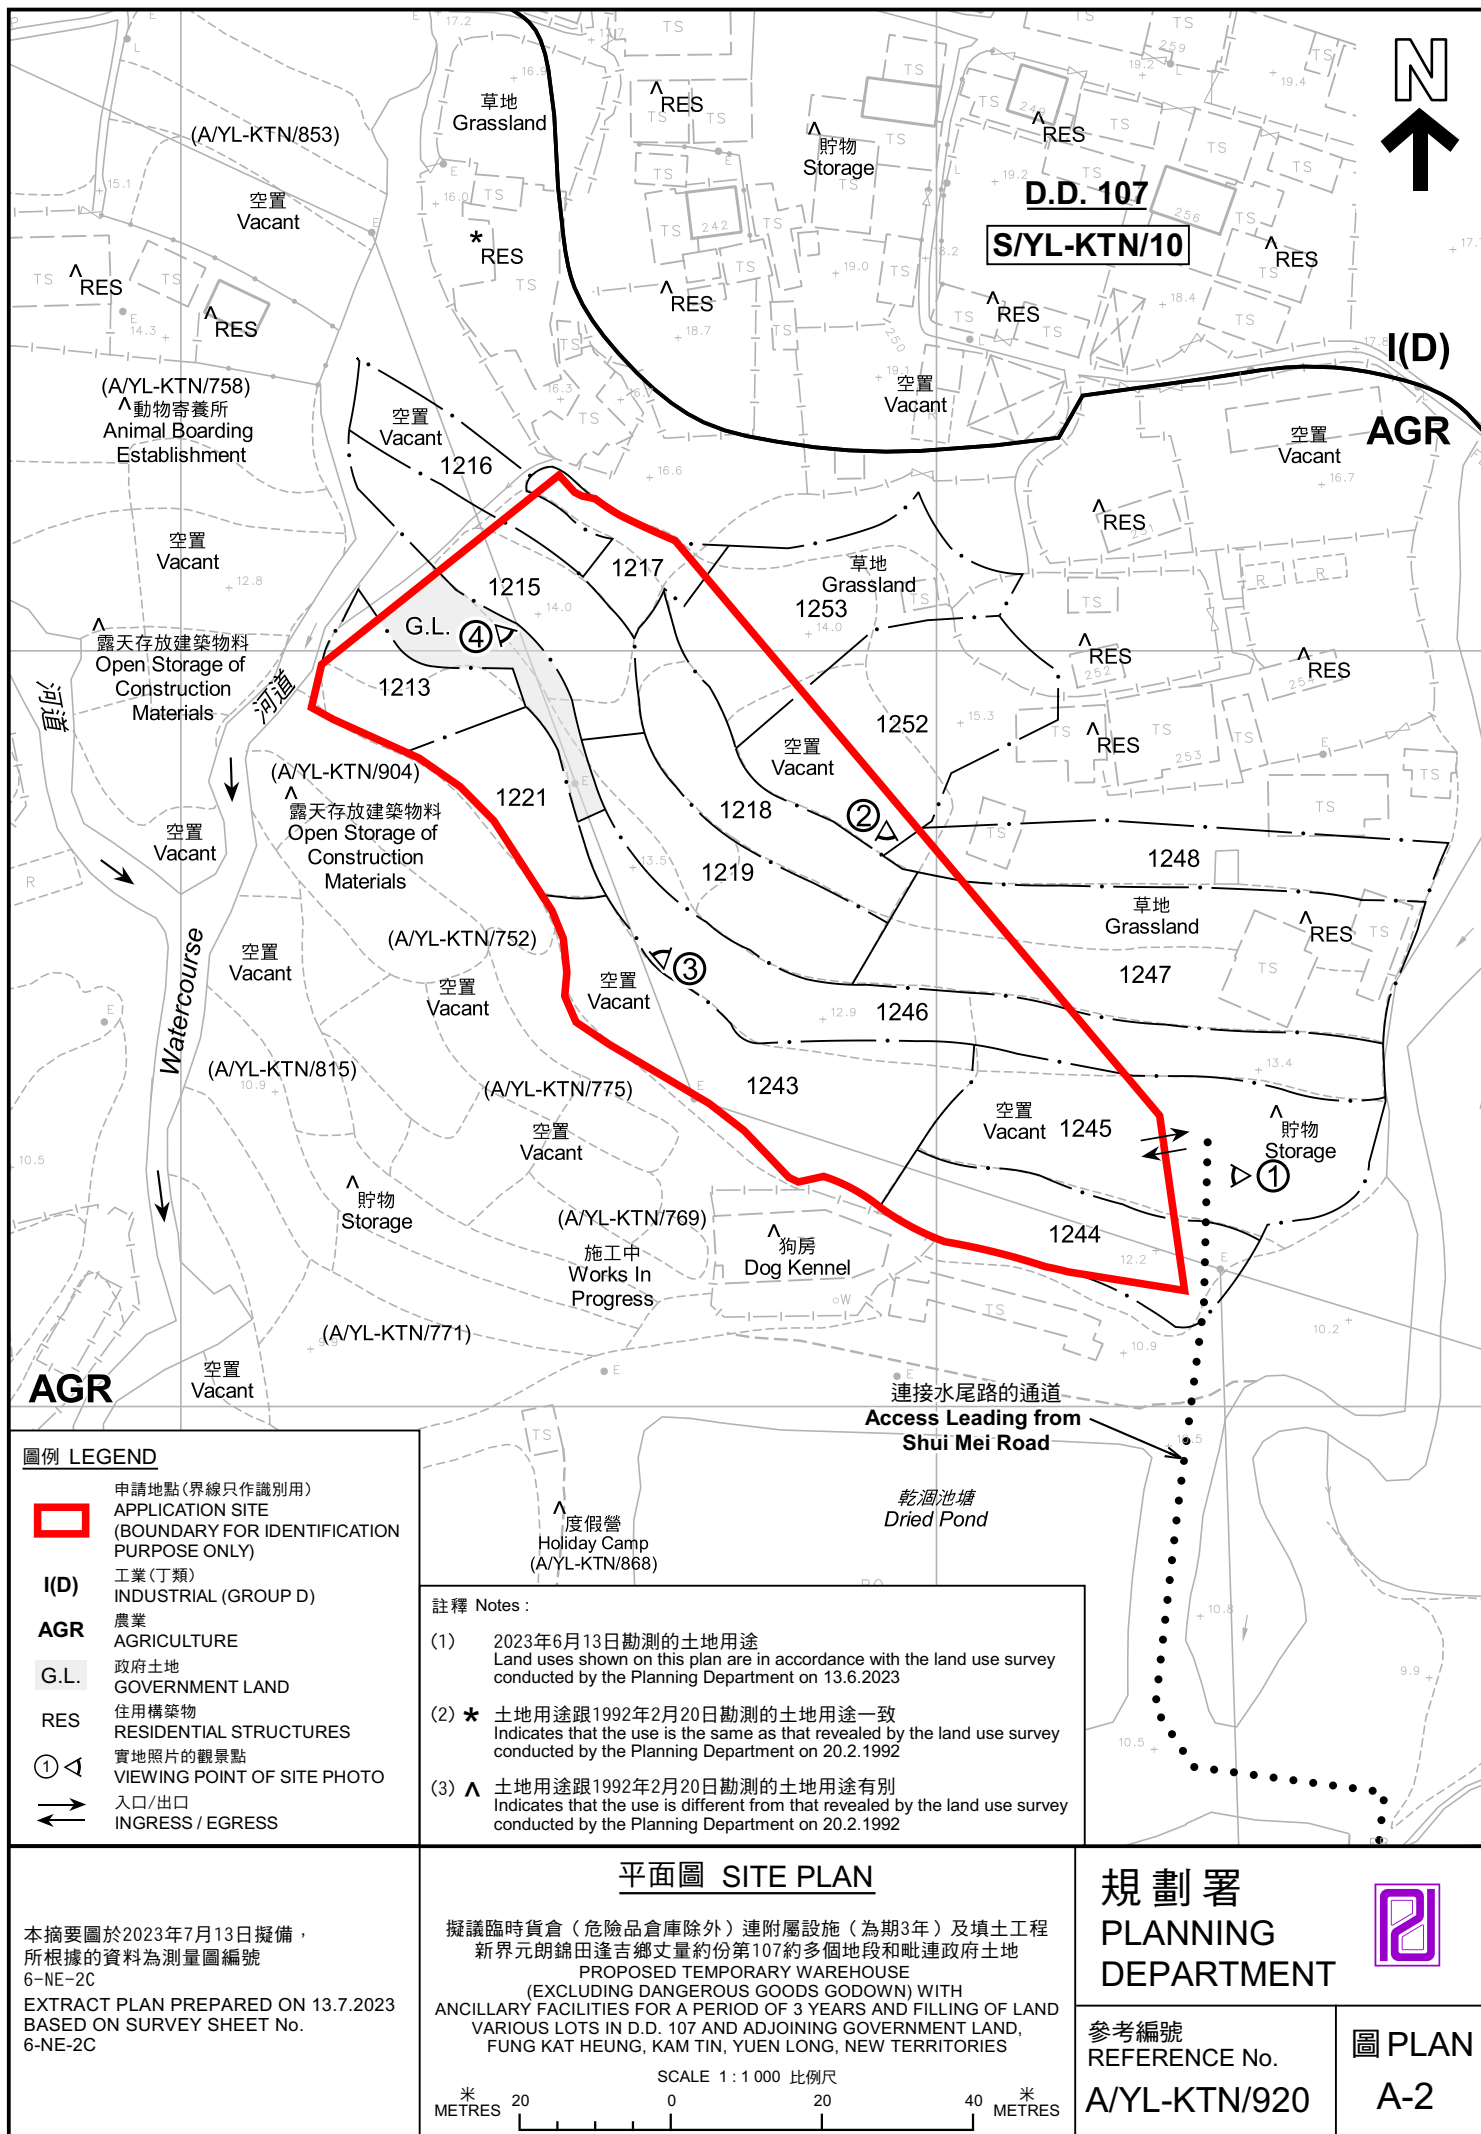 N
D.D. 107
S/YL-KTN/10
I(D)
AGR
AGR
(A/YL-KTN/853)
空置
Vacant
草地
Grassland
^
RES
^
貯物
Storage
^
RES
*
RES
^
RES
^
RES
^
RES
^
RES
^
RES
(A/YL-KTN/758)
^動物寄養所
Animal Boarding
Establishment
空置
Vacant
1216
空置
Vacant
空置
Vacant
^
RES
空置
Vacant
^
露天存放建築物料
Open Storage of
Construction
Materials
河道
河道
1215
1217
G.L.
④
1213
草地
Grassland
1253
1252
^
RES
^
RES
^
RES
(A/YL-KTN/904)
^
露天存放建築物料
Open Storage of
Construction
Materials
1221
空置
Vacant
1218
②
1219
空置
Vacant
1248
草地
Grassland
^
RES
1247
Watercourse
空置
Vacant
(A/YL-KTN/752)
空置
Vacant
空置
Vacant
③
1246
(A/YL-KTN/815)
(A/YL-KTN/775)
空置
Vacant
1243
空置
Vacant
1245
^
貯物
Storage
①
^
貯物
Storage
(A/YL-KTN/769)
施工中
Works In
Progress
^
狗房
Dog Kennel
1244
(A/YL-KTN/771)
空置
Vacant
連接水尾路的通道
Access Leading from
Shui Mei Road
乾涸池塘
Dried Pond
^
度假營
Holiday Camp
(A/YL-KTN/868)
圖例 LEGEND
申請地點(界線只作識別用)
APPLICATION SITE
(BOUNDARY FOR IDENTIFICATION
PURPOSE ONLY)
I(D)
工業(丁類)
INDUSTRIAL (GROUP D)
AGR
農業
AGRICULTURE
G.L.
政府土地
GOVERNMENT LAND
RES
住用構築物
RESIDENTIAL STRUCTURES
①
實地照片的觀景點
VIEWING POINT OF SITE PHOTO
入口/出口
INGRESS / EGRESS
註釋 Notes :
(1) 2023年6月13日勘測的土地用途
Land uses shown on this plan are in accordance with the land use survey
conducted by the Planning Department on 13.6.2023
(2) * 土地用途跟1992年2月20日勘測的土地用途一致
Indicates that the use is the same as that revealed by the land use survey
conducted by the Planning Department on 20.2.1992
(3) ^ 土地用途跟1992年2月20日勘測的土地用途有別
Indicates that the use is different from that revealed by the land use survey
conducted by the Planning Department on 20.2.1992
本摘要圖於2023年7月13日擬備，
所根據的資料為測量圖編號
6-NE-2C
EXTRACT PLAN PREPARED ON 13.7.2023
BASED ON SURVEY SHEET No.
6-NE-2C
平面圖 SITE PLAN
擬議臨時貨倉（危險品倉庫除外）連附屬設施（為期3年）及填土工程
新界元朗錦田逢吉鄉丈量約份第107約多個地段和毗連政府土地
PROPOSED TEMPORARY WAREHOUSE
(EXCLUDING DANGEROUS GOODS GODOWN) WITH
ANCILLARY FACILITIES FOR A PERIOD OF 3 YEARS AND FILLING OF LAND
VARIOUS LOTS IN D.D. 107 AND ADJOINING GOVERNMENT LAND,
FUNG KAT HEUNG, KAM TIN, YUEN LONG, NEW TERRITORIES
SCALE 1 : 1 000 比例尺
米
METRES 20 0 20 40 米
METRES
規劃署
PLANNING
DEPARTMENT
參考編號
REFERENCE No.
A/YL-KTN/920
圖 PLAN
A-2